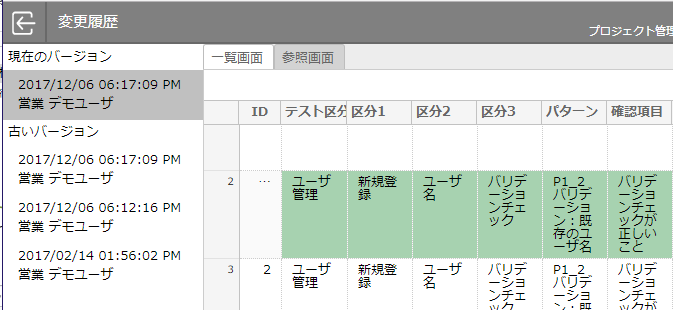 変更履歴
プロジェクト管理
現在のバージョン
2017/12/06 06:17:09 PM
営業 デモユーザ
古いバージョン
2017/12/06 06:17:09 PM
営業 デモユーザ
2017/12/06 06:12:16 PM
営業 デモユーザ
2017/02/14 01:56:02 PM
営業 デモユーザ
一覧画面 参照画面
ID テスト区分 区分1 区分2 区分3 パターン 確認項目
2 … ユーザ 新規登 ユーザ バリデ P1_2 バリデ
管理 録 名 ーショ バリデ ーショ
ンチェ ーショ ンチェ
ック ン：既 ックが
存のユ 正しい
ーザ名 こと
3 2 ユーザ 新規登 ユーザ バリデ P1_2 バリデ
管理 録 名 ーショ バリデ ーショ
ンチェ ーショ ンチェ
ック ン：既 ックが